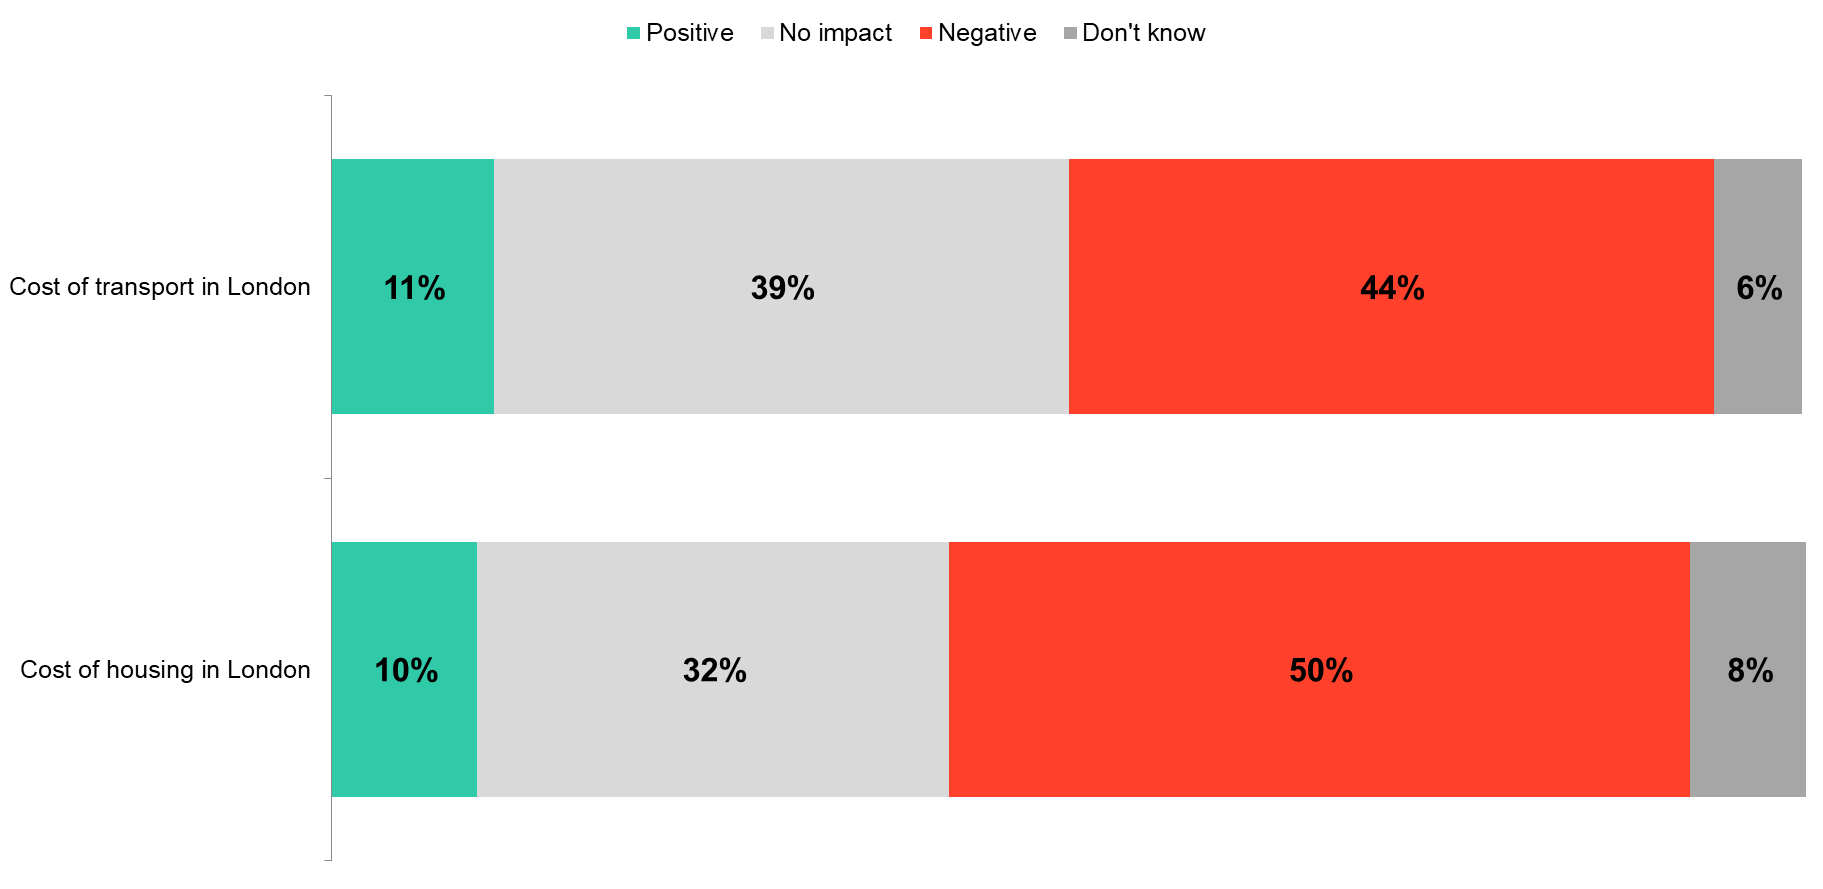 Positive No impact Negative Don't know
Cost of transport in London 11% 39% 44% 6%
Cost of housing in London 10% 32% 50% 8%